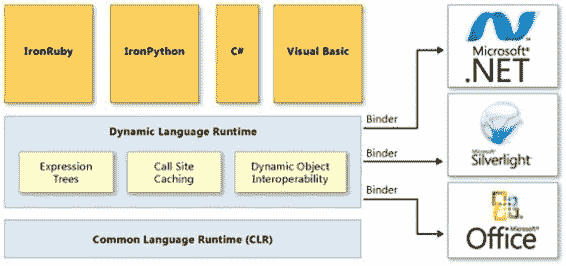 IronRuby
IronPython
C#
Visual Basic
Dynamic Language Runtime
Expression
Trees
Call Site
Caching
Dynamic Object
Interoperability
Common Language Runtime (CLR)
Binder
Binder
Binder
Microsoft®
.NET
Microsoft®
Silverlight
Microsoft®
Office